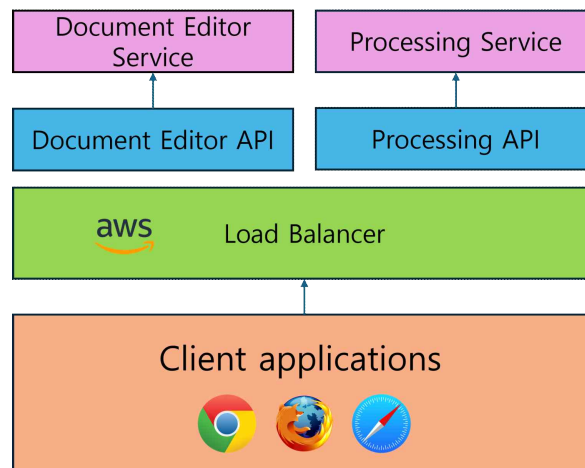 Document Editor
Service
Processing Service
Document Editor API
Processing API
aws
Load Balancer
Client applications